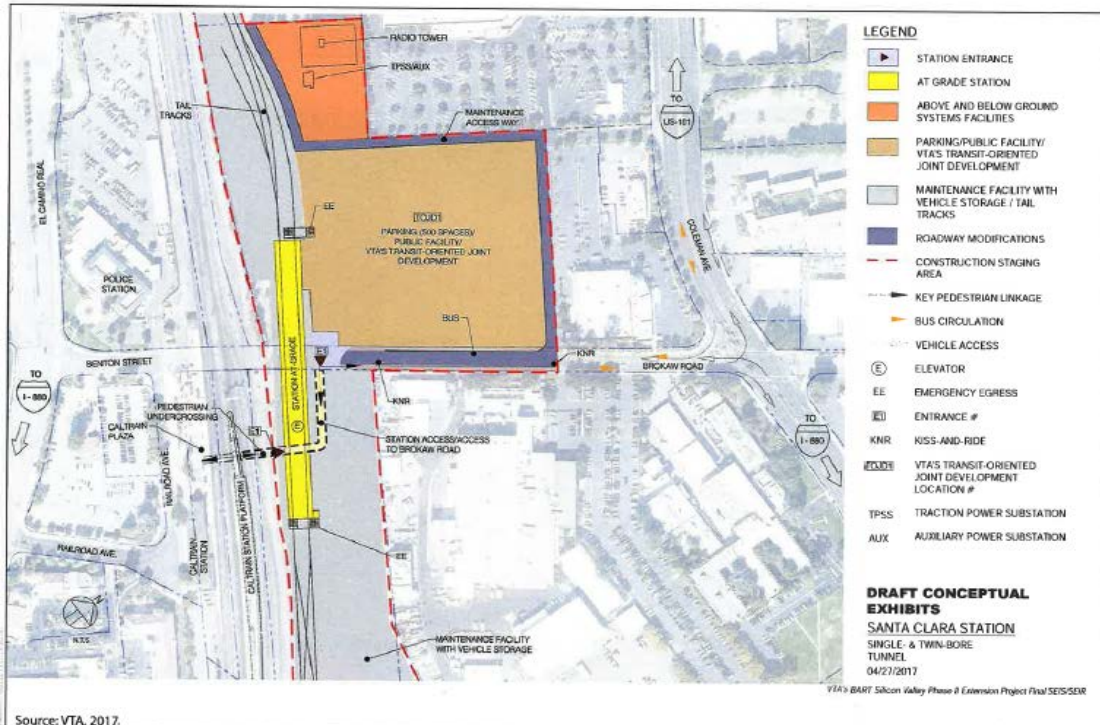 RADIO TOWER
TPSS/AUX
TAIL
TRACKS
MAINTENANCE
ACCESS WAY
EL CAMINO REAL
TO
US-101
COLEMAN AVE.
EE
TOJD1
PARKING (500 SPACES)/
PUBLIC FACILITY/
VTA'S TRANSIT-ORIENTED JOINT
DEVELOPMENT
POLICE
STATION
BUS
BENTON STREET
E1
KNR
BROKAW ROAD
TO
I-880
STATION AT-GRADE
E
KNR
PEDESTRIAN
UNDERCROSSING
CALTRAIN
PLAZA
E1
STATION ACCESS/ACCESS
TO BROKAW ROAD
TO
I-880
RAILROAD AVE.
CALTRAIN
STATION
CALTRAIN STATION PLATFORM
RAILROAD AVE.
EE
N
N.T.S
MAINTENANCE FACILITY
WITH VEHICLE STORAGE
LEGEND
STATION ENTRANCE
AT GRADE STATION
ABOVE AND BELOW GROUND
SYSTEMS FACILITIES
PARKING/PUBLIC FACILITY/
VTA'S TRANSIT-ORIENTED
JOINT DEVELOPMENT
MAINTENANCE FACILITY WITH
VEHICLE STORAGE / TAIL
TRACKS
ROADWAY MODIFICATIONS
CONSTRUCTION STAGING
AREA
KEY PEDESTRIAN LINKAGE
BUS CIRCULATION
VEHICLE ACCESS
E ELEVATOR
EE EMERGENCY EGRESS
E1 ENTRANCE #
KNR KISS-AND-RIDE
TOJD1 VTA'S TRANSIT-ORIENTED
JOINT DEVELOPMENT
LOCATION #
TPSS TRACTION POWER SUBSTATION
AUX AUXILIARY POWER SUBSTATION
DRAFT CONCEPTUAL
EXHIBITS
SANTA CLARA STATION
SINGLE- & TWIN-BORE
TUNNEL
04/27/2017
VTA's BART Silicon Valley Phase II Extension Project Final SEIS/SEIR
Source: VTA, 2017.